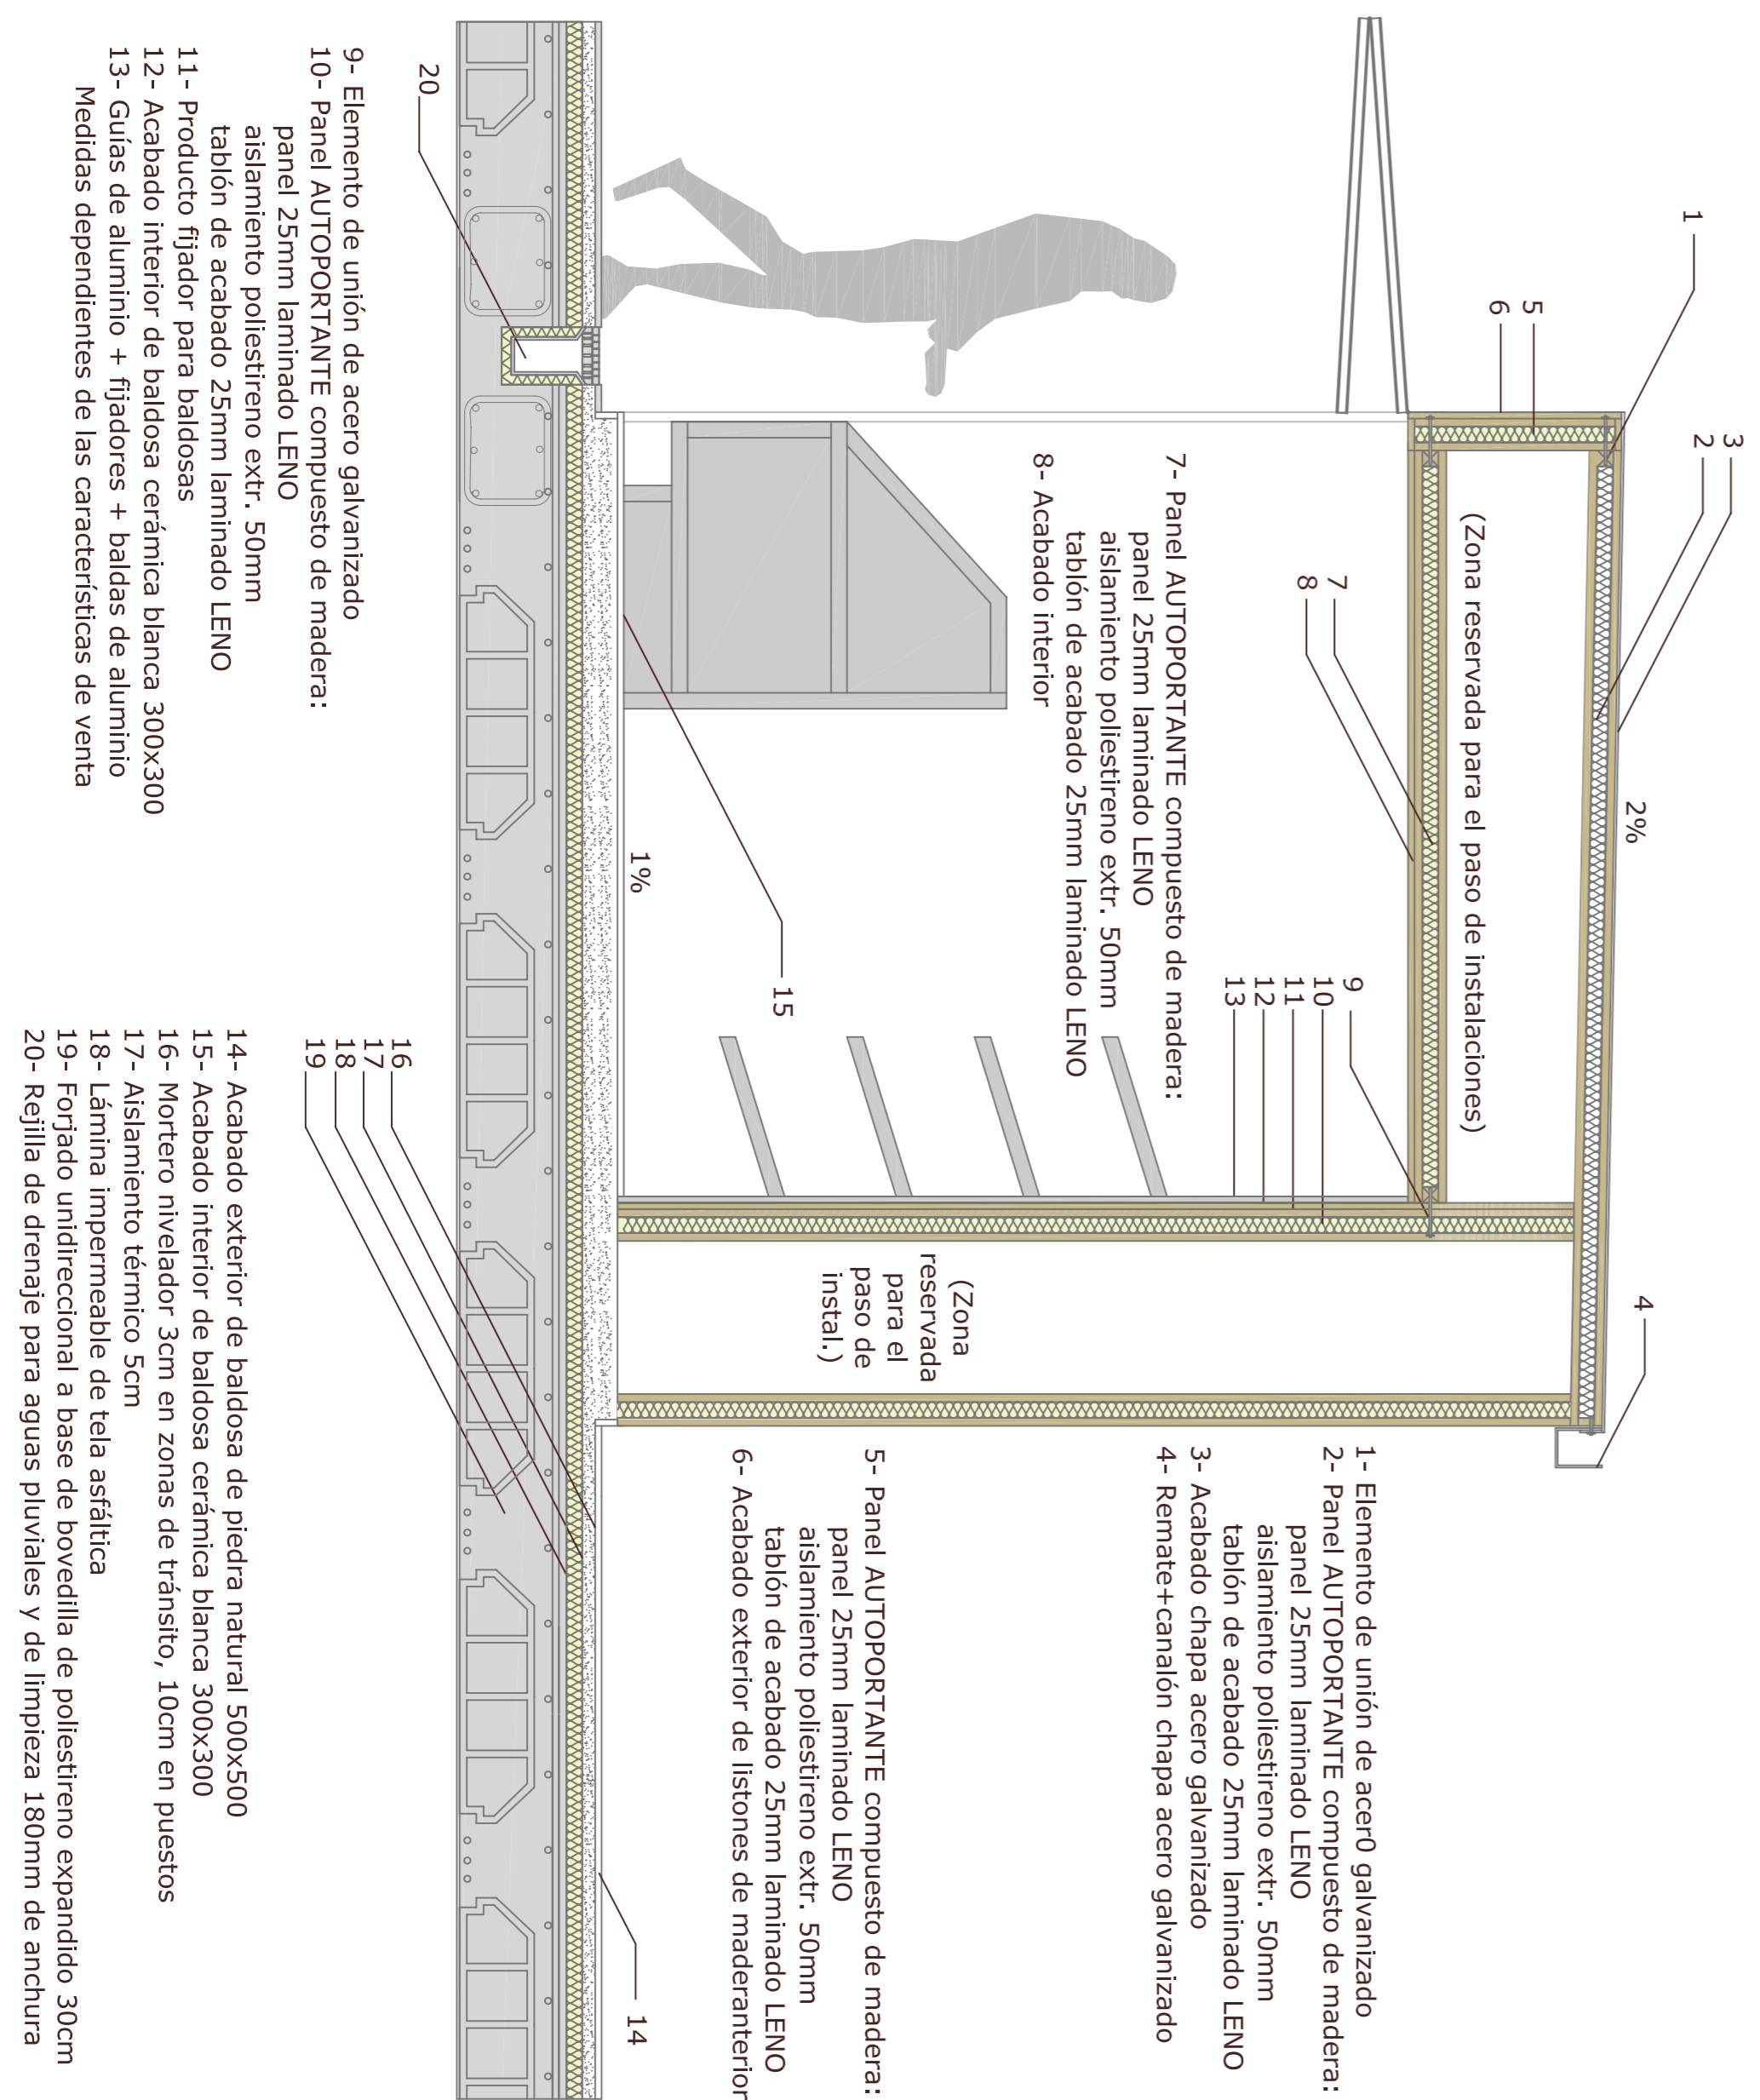 1
3
2
5
6
2%
(Zona reservada para el paso de instalaciones)
4
7
8
7- Panel AUTOPORTANTE compuesto de madera:
panel 25mm laminado LENO
aislamiento poliestireno extr. 50mm
tablón de acabado 25mm laminado LENO
8- Acabado interior
9
10
11
12
13
(Zona
reservada
para el
paso de
instal.)
15
1%
1- Elemento de unión de acer0 galvanizado
2- Panel AUTOPORTANTE compuesto de madera:
panel 25mm laminado LENO
aislamiento poliestireno extr. 50mm
tablón de acabado 25mm laminado LENO
3- Acabado chapa acero galvanizado
4- Remate+canalón chapa acero galvanizado
5- Panel AUTOPORTANTE compuesto de madera:
panel 25mm laminado LENO
aislamiento poliestireno extr. 50mm
tablón de acabado 25mm laminado LENO
6- Acabado exterior de listones de maderanterior
14
20
16
17
18
19
9- Elemento de unión de acero galvanizado
10- Panel AUTOPORTANTE compuesto de madera:
panel 25mm laminado LENO
aislamiento poliestireno extr. 50mm
tablón de acabado 25mm laminado LENO
11- Producto fijador para baldosas
12- Acabado interior de baldosa cerámica blanca 300x300
13- Guías de aluminio + fijadores + baldas de aluminio
Medidas dependientes de las características de venta
14- Acabado exterior de baldosa de piedra natural 500x500
15- Acabado interior de baldosa cerámica blanca 300x300
16- Mortero nivelador 3cm en zonas de tránsito, 10cm en puestos
17- Aislamiento térmico 5cm
18- Lámina impermeable de tela asfáltica
19- Forjado unidireccional a base de bovedilla de poliestireno expandido 30cm
20- Rejilla de drenaje para aguas pluviales y de limpieza 180mm de anchura